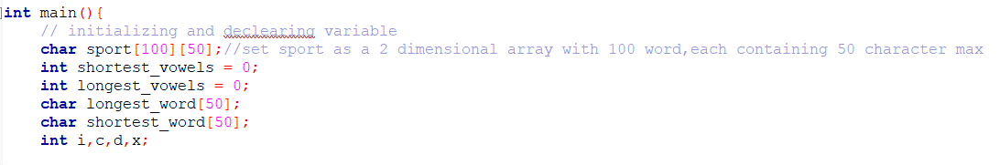 int main(){
// initializing and declearing variable
char sport[100][50];//set sport as a 2 dimensional array with 100 word,each containing 50 character max
int shortest_vowels = 0;
int longest_vowels = 0;
char longest_word[50];
char shortest_word[50];
int i,c,d,x;